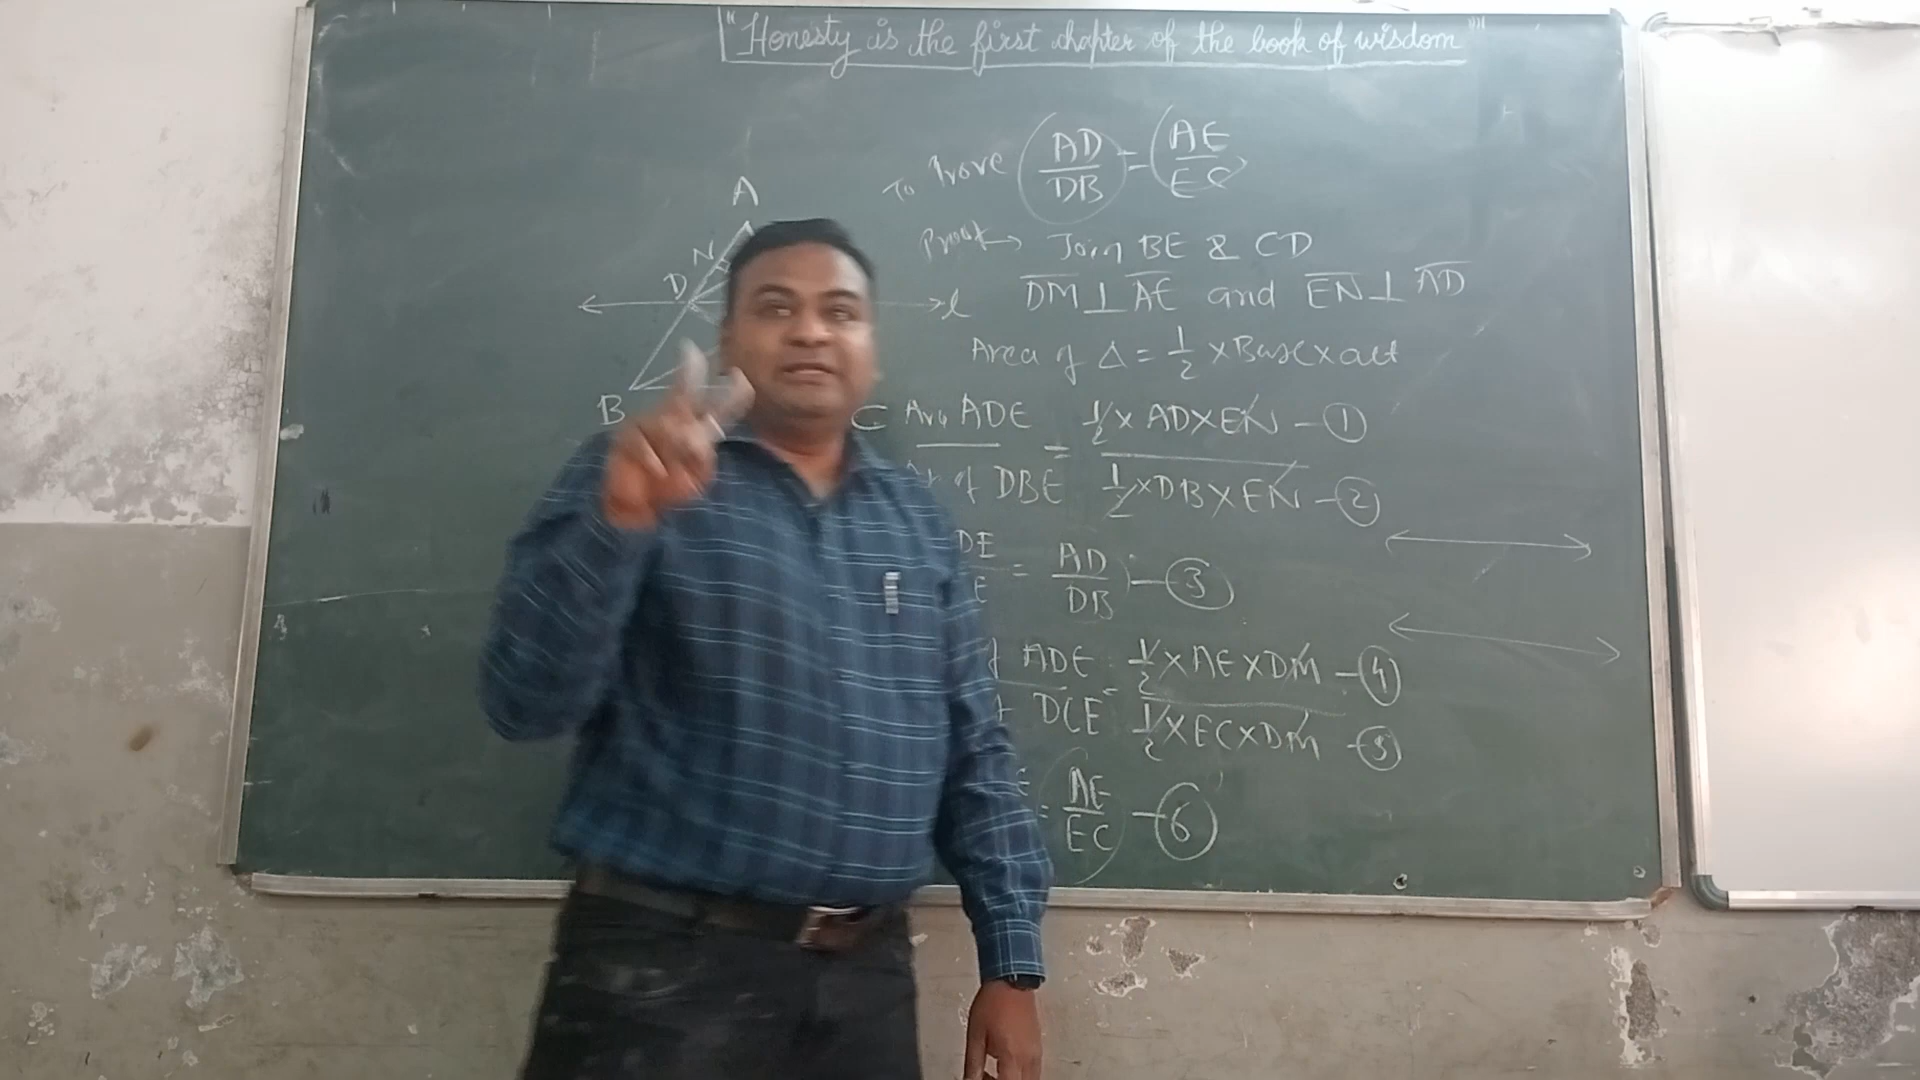 "Honesty is the first chapter of the book of wisdom"
To Prove AD/DB = AE/EC
A
N
D
l
B
C
Proof → Join BE & CD
DM ⊥ AE and EN ⊥ AD
Area of Δ = 1/2 × Base × alt
ADE = 1/2 × AD × EN – ①
of DBE 1/2 × DB × EN – ②
DE
E = AD/DB – ③
ADE = 1/2 × AE × DM – ④
DCE 1/2 × EC × DM – ⑤
E = AE/EC – ⑥